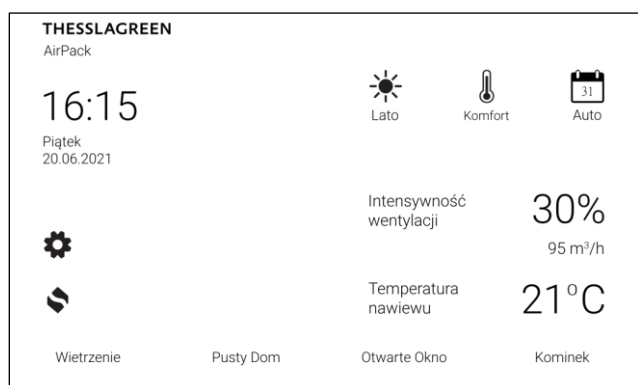 THESSLAGREEN
AirPack
16:15
Piątek
20.06.2021
31
Lato
Komfort
Auto
Intensywność
wentylacji
30%
95 m³/h
Temperatura
nawiewu
21°C
Wietrzenie
Pusty Dom
Otwarte Okno
Kominek